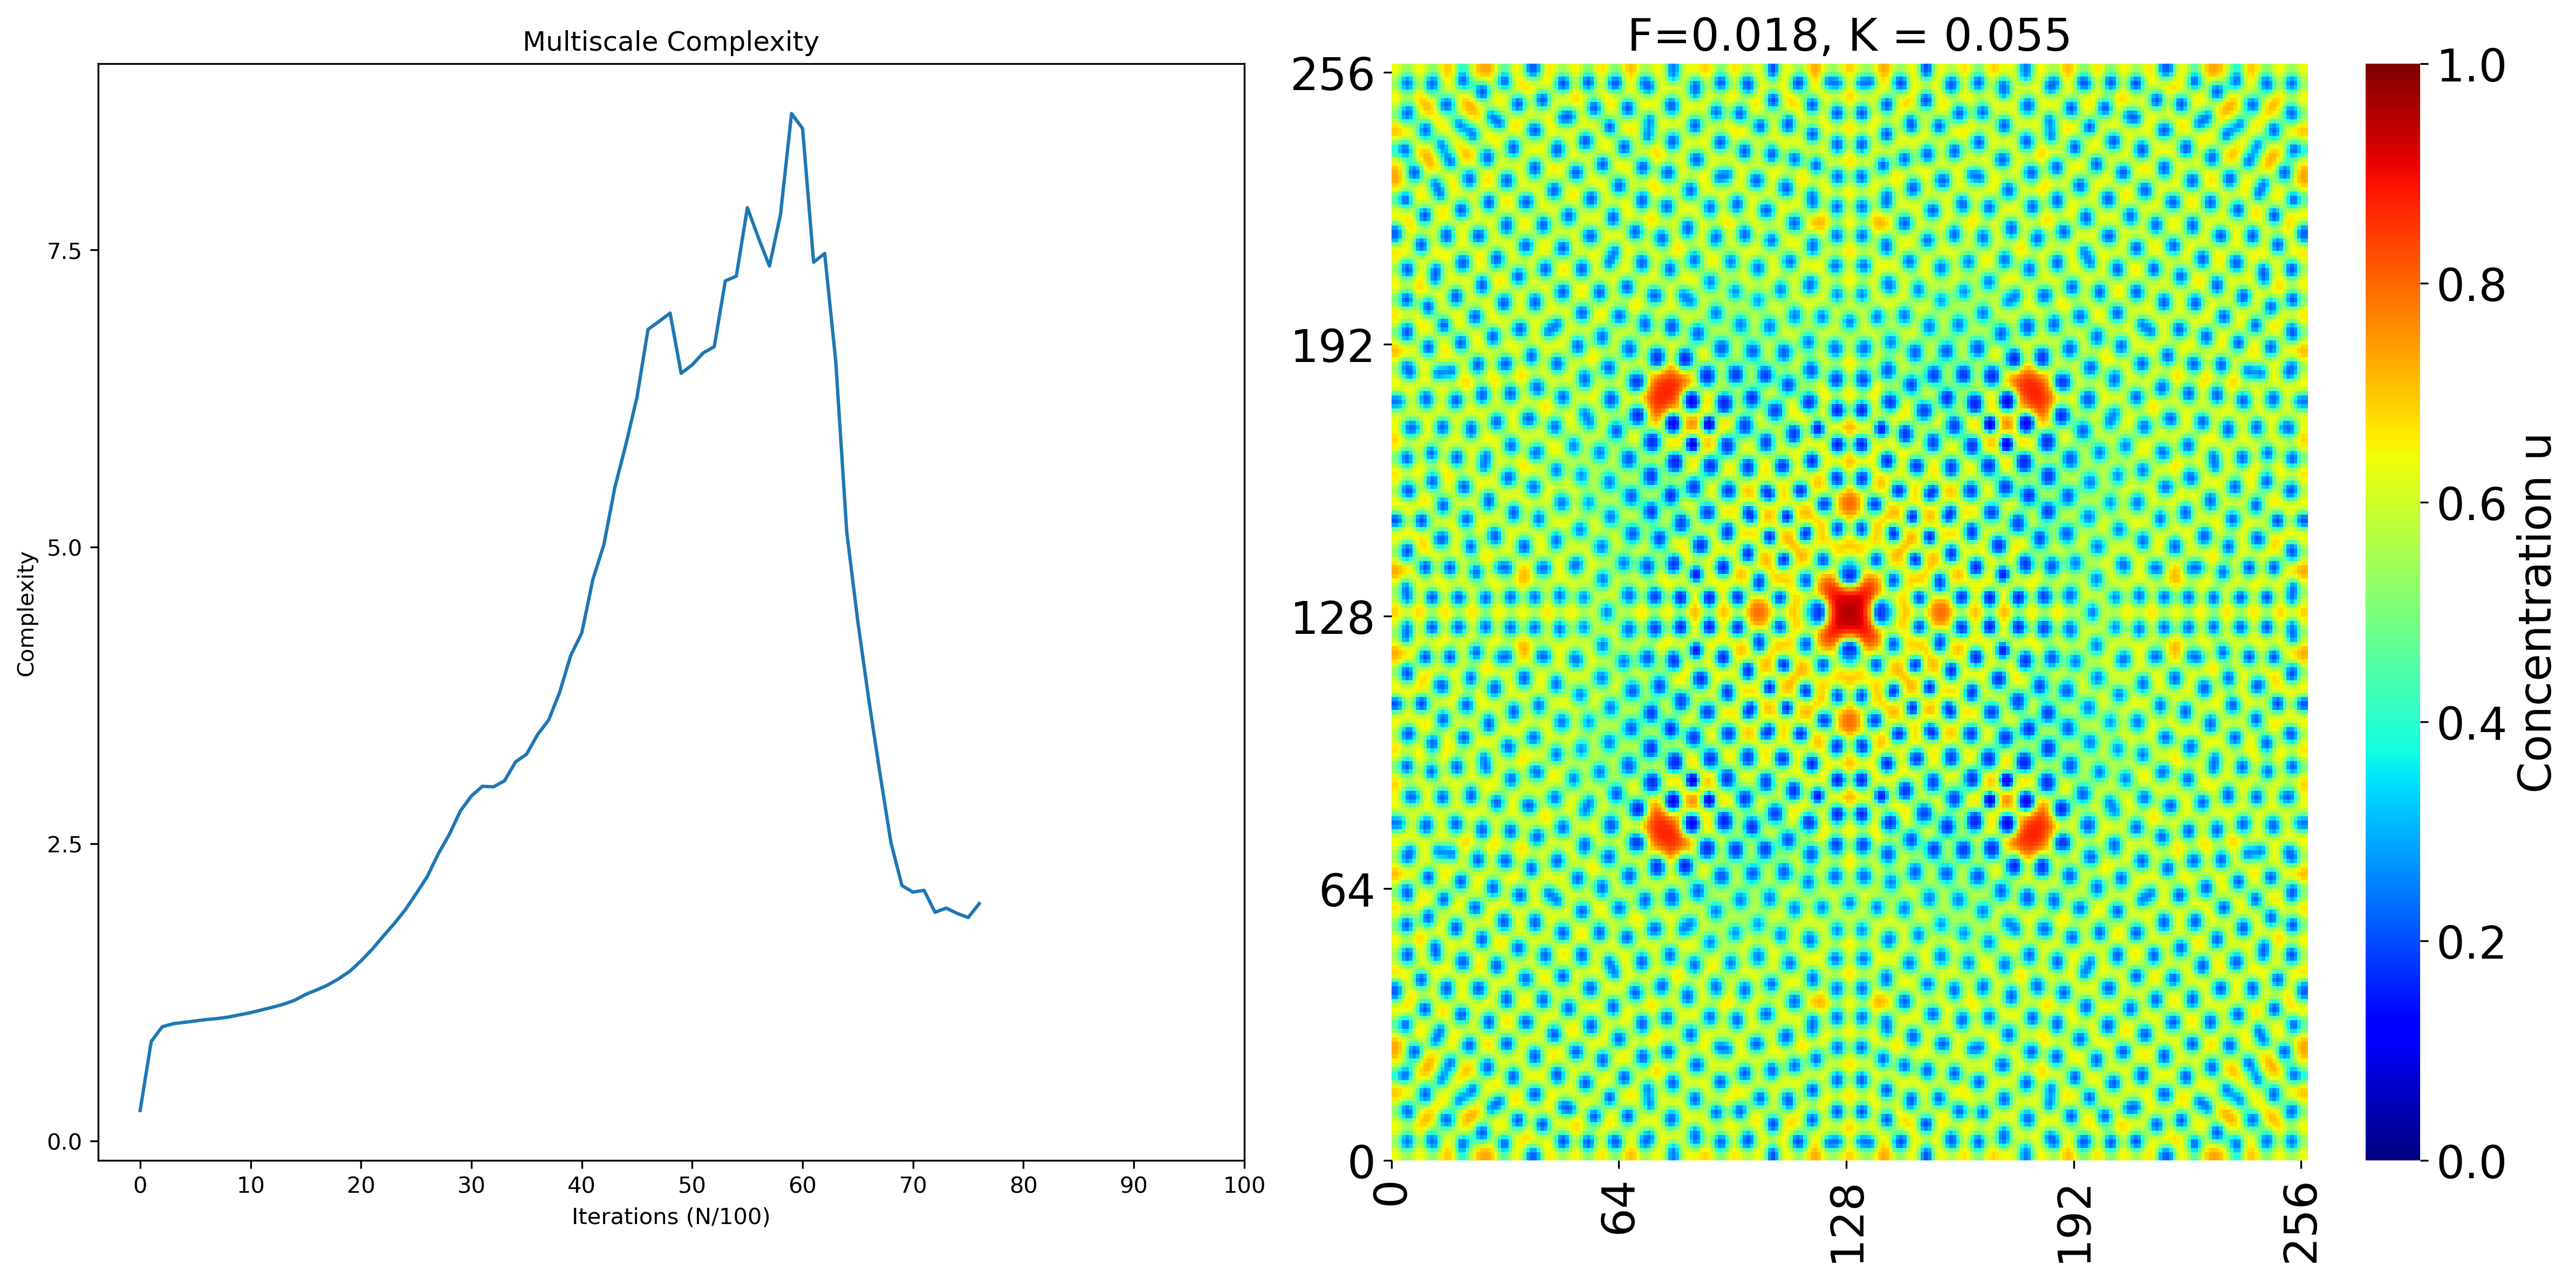 Multiscale Complexity
Complexity
7.5
5.0
2.5
0.0
0 10 20 30 40 50 60 70 80 90 100
Iterations (N/100)
F=0.018, K = 0.055
256
192
128
64
0
0 64 128 192 256
1.0
0.8
0.6
0.4
0.2
0.0
Concentration u